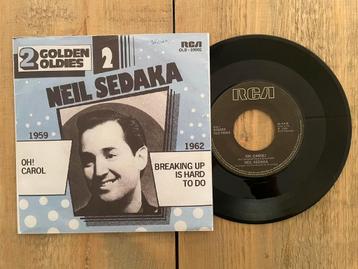 2 GOLDEN
OLDIES
2
RCA
NEIL SEDAKA
1959
OH!
CAROL
1962
BREAKING UP
IS HARD
TO DO
RCA
OH! CAROL!
NEIL SEDAKA